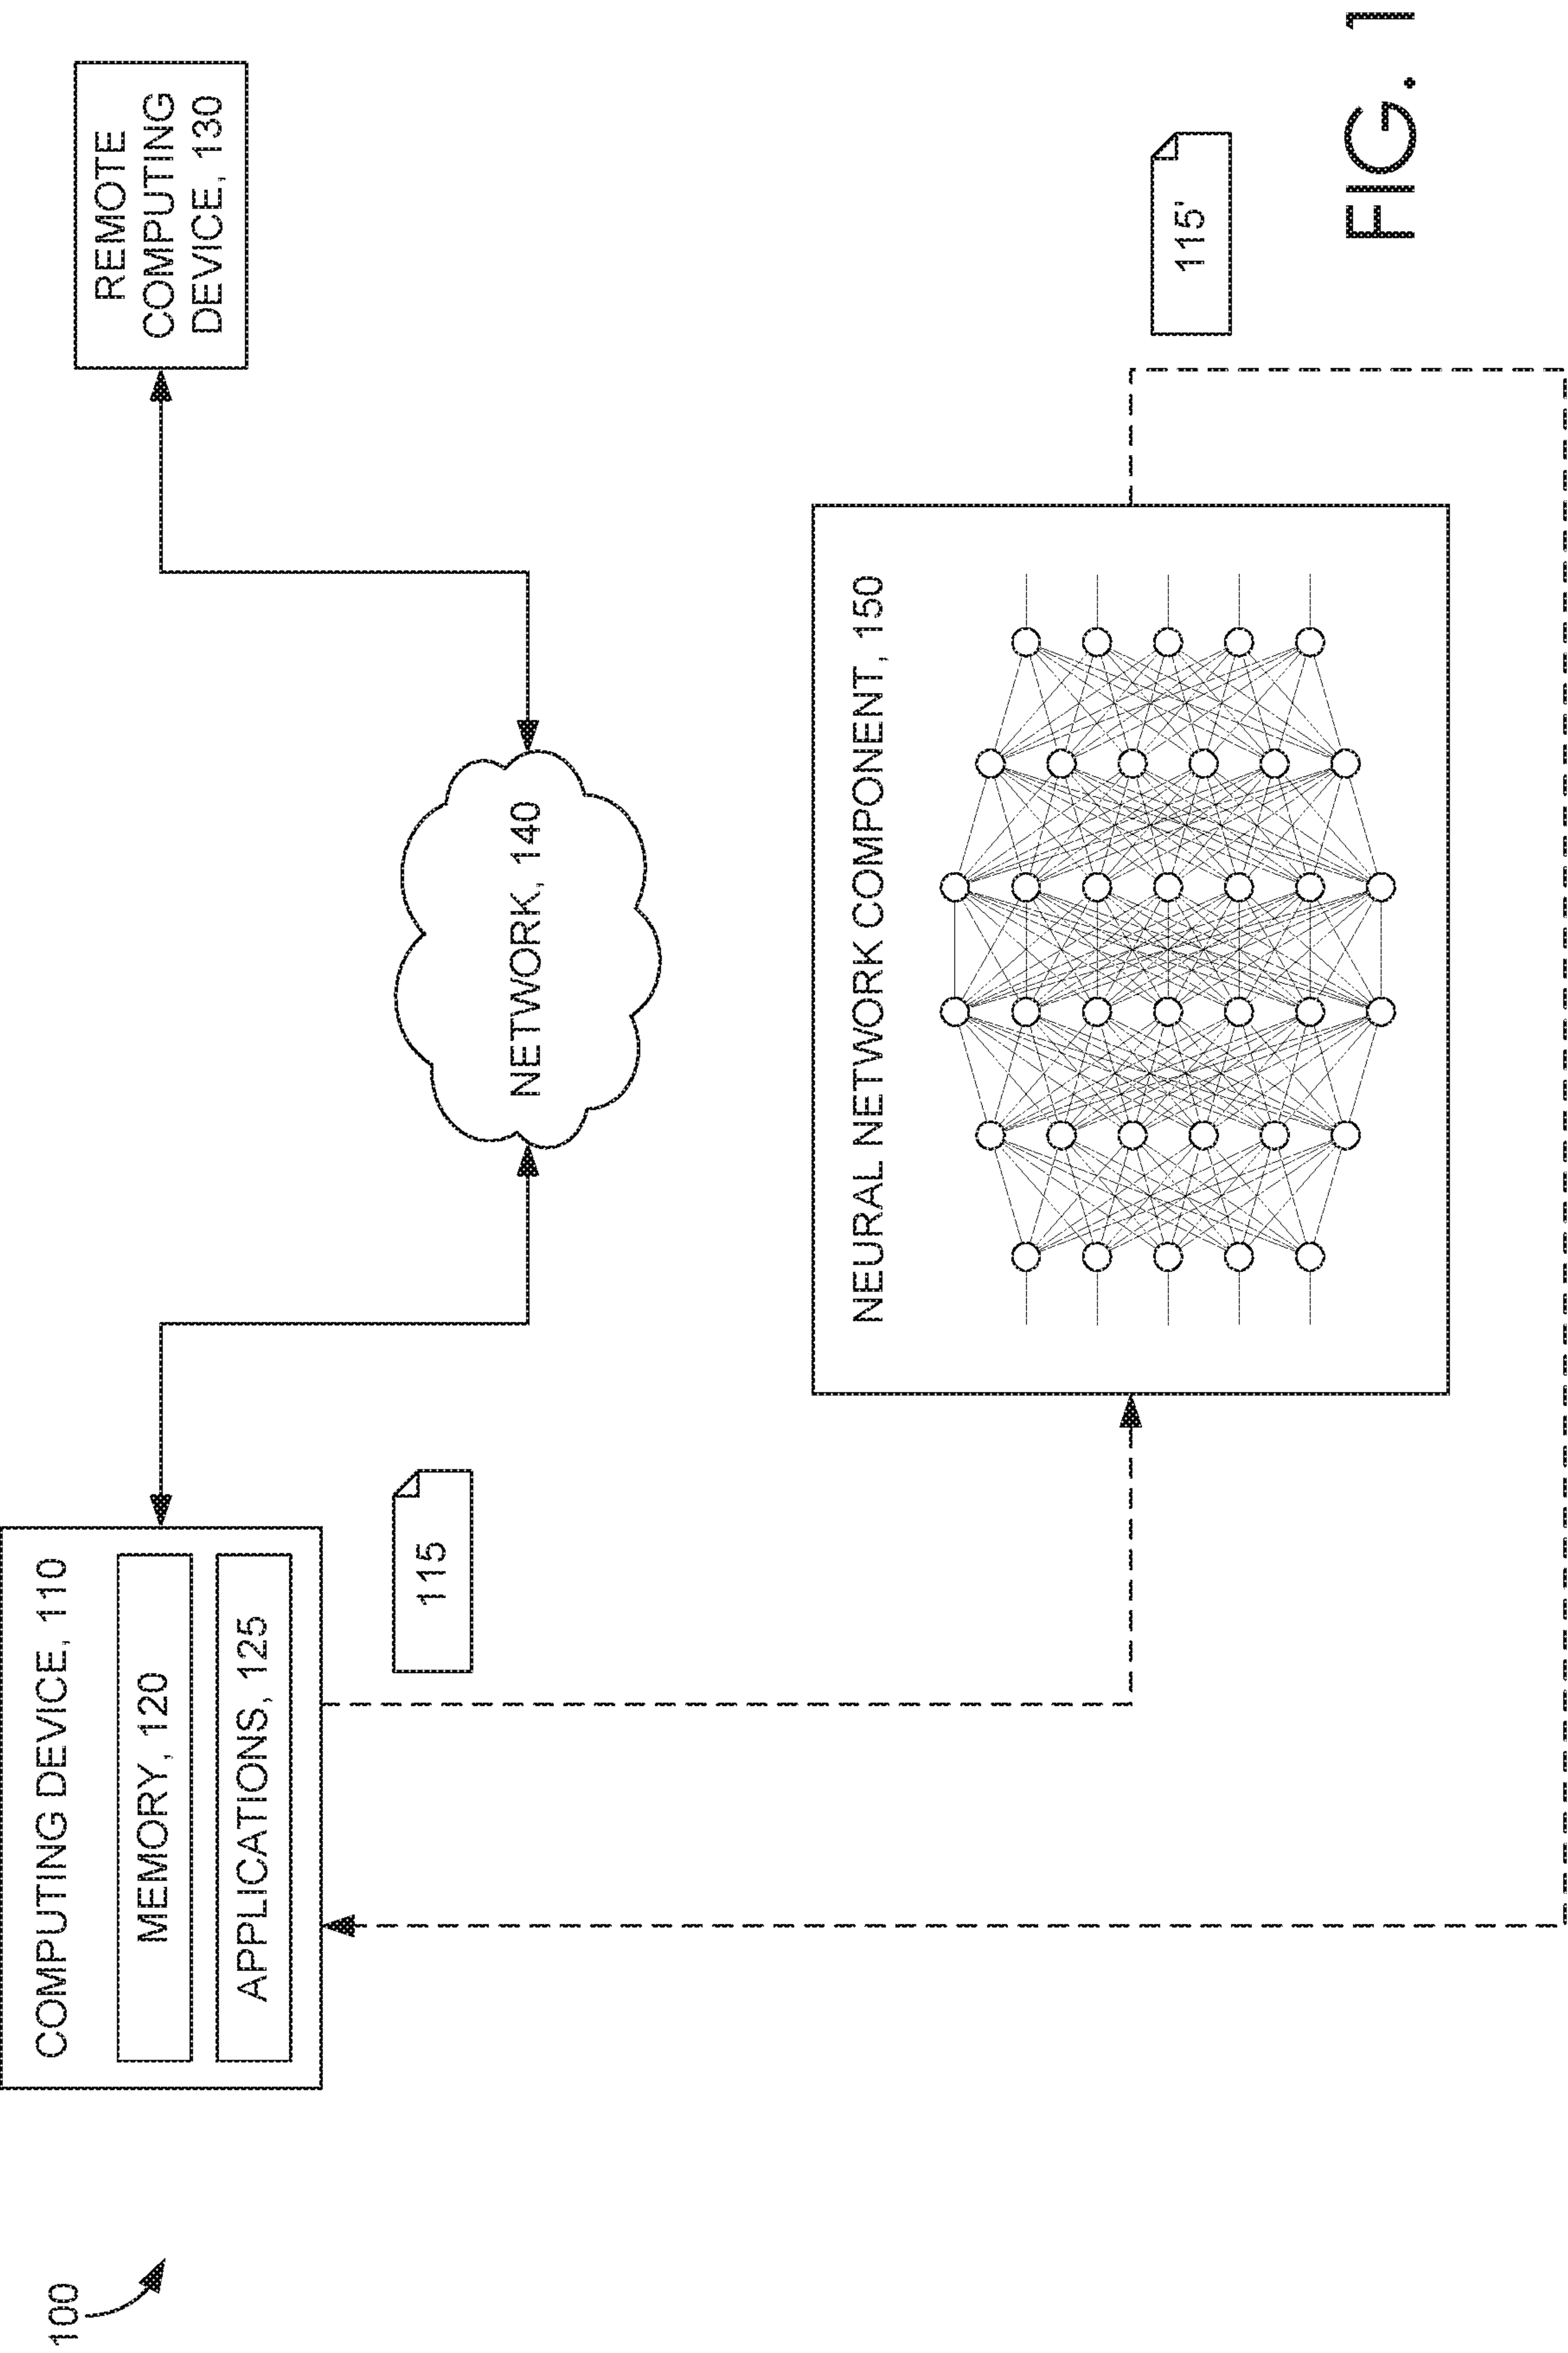 100
COMPUTING DEVICE, 110
MEMORY, 120
APPLICATIONS, 125
115
NETWORK, 140
REMOTE
COMPUTING
DEVICE, 130
NEURAL NETWORK COMPONENT, 150
115'
FIG. 1